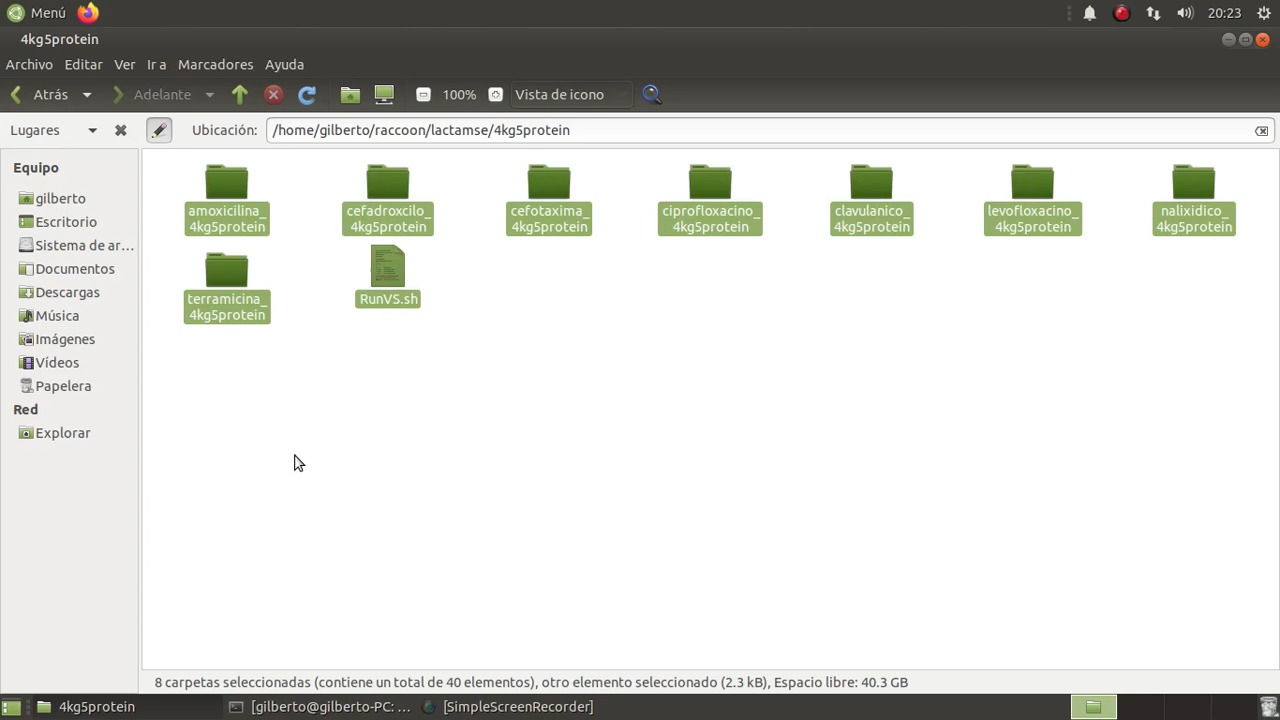 Menú
20:23
4kg5protein
Archivo Editar Ver Ir a Marcadores Ayuda
Atrás Adelante 100% Vista de icono
Lugares Ubicación: /home/gilberto/raccoon/lactamse/4kg5protein
Equipo
gilberto
Escritorio
Sistema de ar...
Documentos
Descargas
Música
Imágenes
Vídeos
Papelera
Red
Explorar
amoxicilina_
4kg5protein
cefadroxcilo_
4kg5protein
cefotaxima_
4kg5protein
ciprofloxacino_
4kg5protein
clavulanico_
4kg5protein
levofloxacino_
4kg5protein
nalixidico_
4kg5protein
terramicina_
4kg5protein
RunVS.sh
8 carpetas seleccionadas (contiene un total de 40 elementos), otro elemento seleccionado (2.3 kB), Espacio libre: 40.3 GB
4kg5protein [gilberto@gilberto-PC: ... [SimpleScreenRecorder]